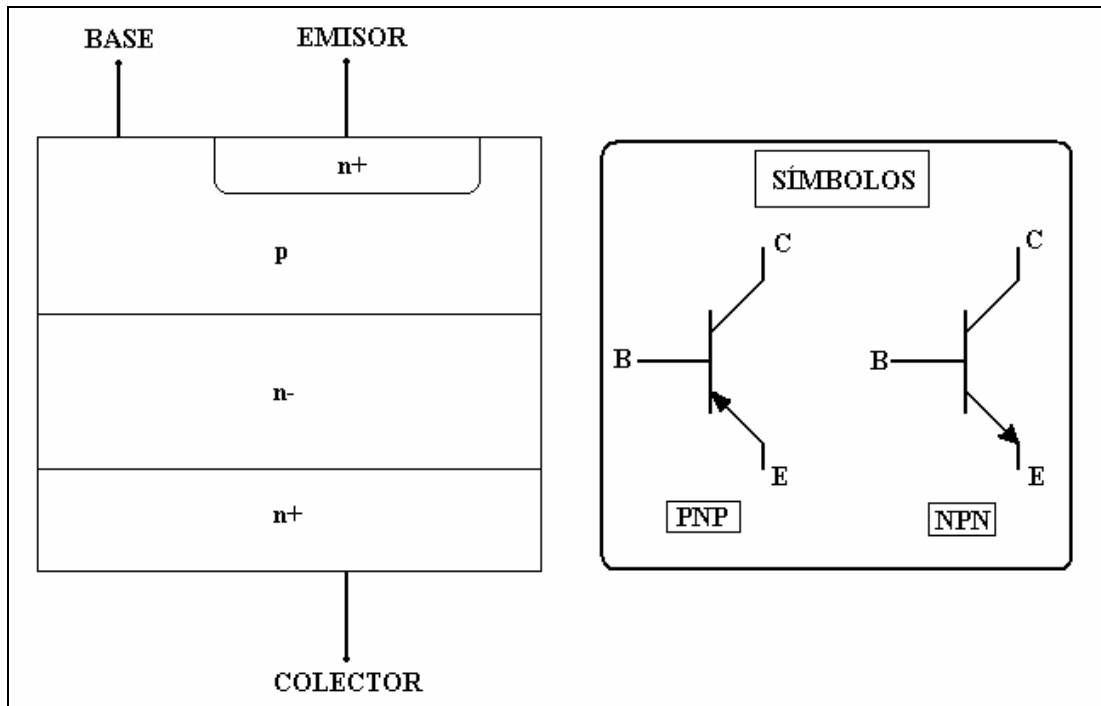 BASE
EMISOR
n+
p
n-
n+
COLECTOR
SÍMBOLOS
C
B
E
PNP
C
B
E
NPN